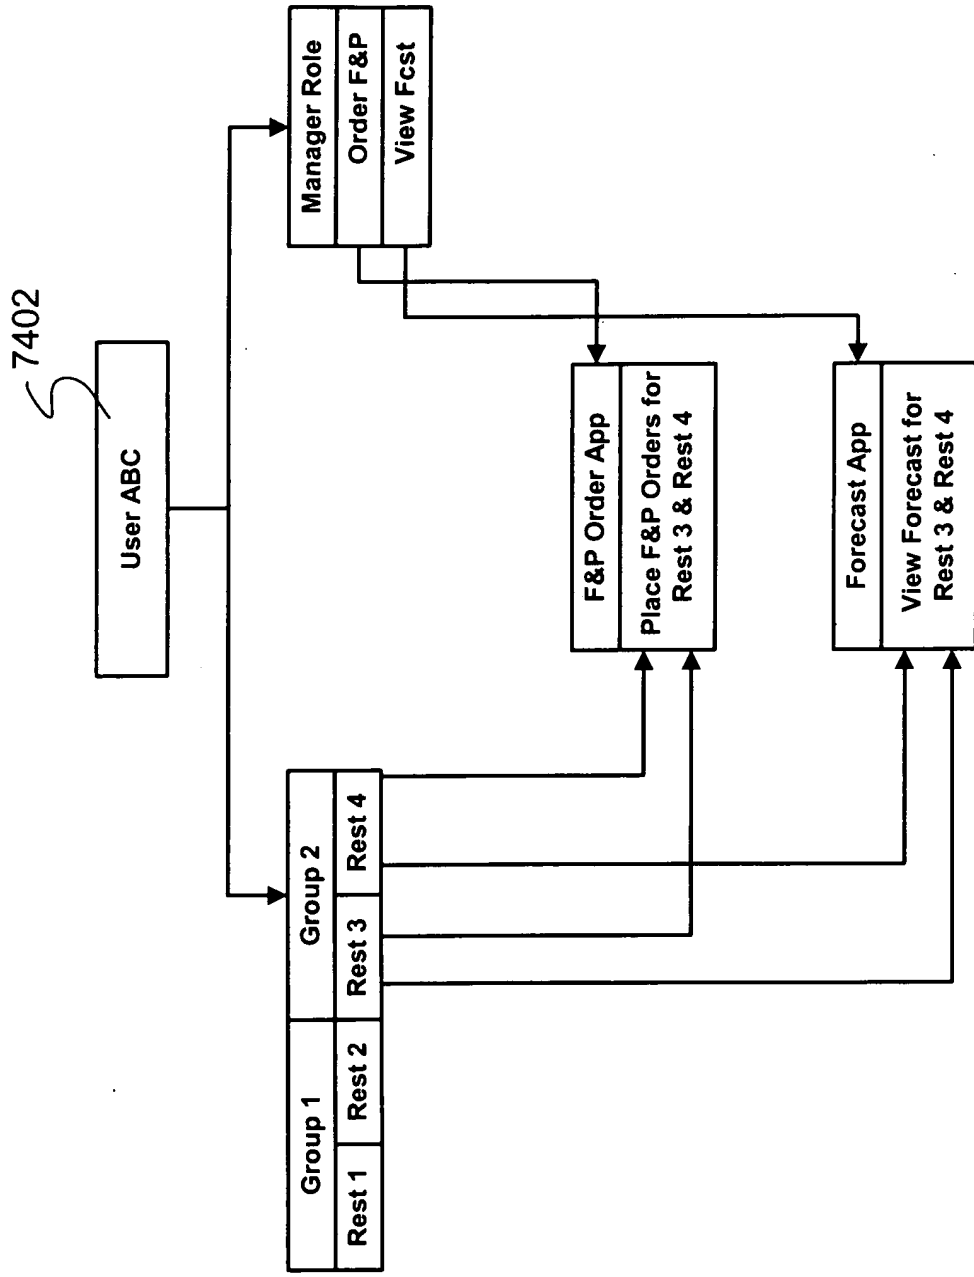 7402
User ABC
Group 1
Group 2
Rest 1
Rest 2
Rest 3
Rest 4
Manager Role
Order F&P
View Fcst
F&P Order App
Place F&P Orders for
Rest 3 & Rest 4
Forecast App
View Forecast for
Rest 3 & Rest 4